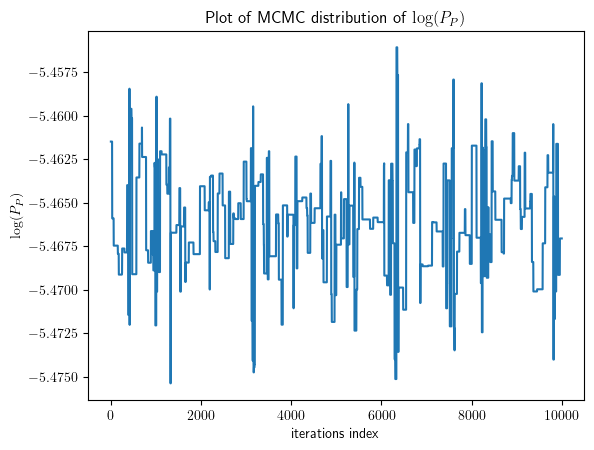 Plot of MCMC distribution of log(P_P)
−5.4575
−5.4600
−5.4625
−5.4650
−5.4675
−5.4700
−5.4725
−5.4750
log(P_P)
0 2000 4000 6000 8000 10000
iterations index